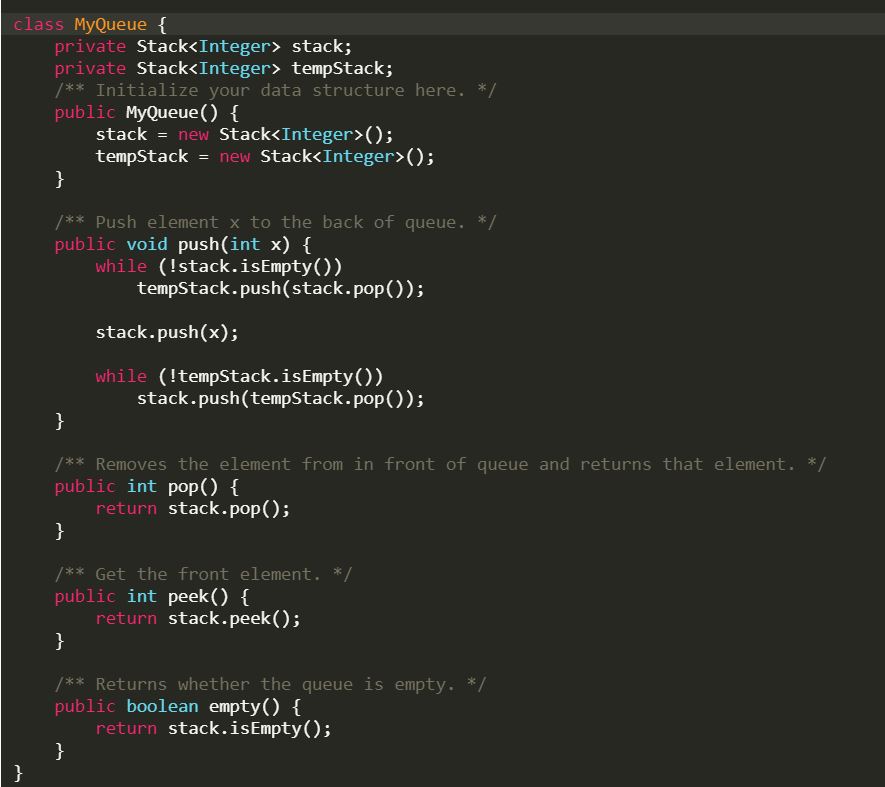 class MyQueue {
    private Stack<Integer> stack;
    private Stack<Integer> tempStack;
    /** Initialize your data structure here. */
    public MyQueue() {
        stack = new Stack<Integer>();
        tempStack = new Stack<Integer>();
    }

    /** Push element x to the back of queue. */
    public void push(int x) {
        while (!stack.isEmpty())
            tempStack.push(stack.pop());

        stack.push(x);

        while (!tempStack.isEmpty())
            stack.push(tempStack.pop());
    }

    /** Removes the element from in front of queue and returns that element. */
    public int pop() {
        return stack.pop();
    }

    /** Get the front element. */
    public int peek() {
        return stack.peek();
    }

    /** Returns whether the queue is empty. */
    public boolean empty() {
        return stack.isEmpty();
    }
}